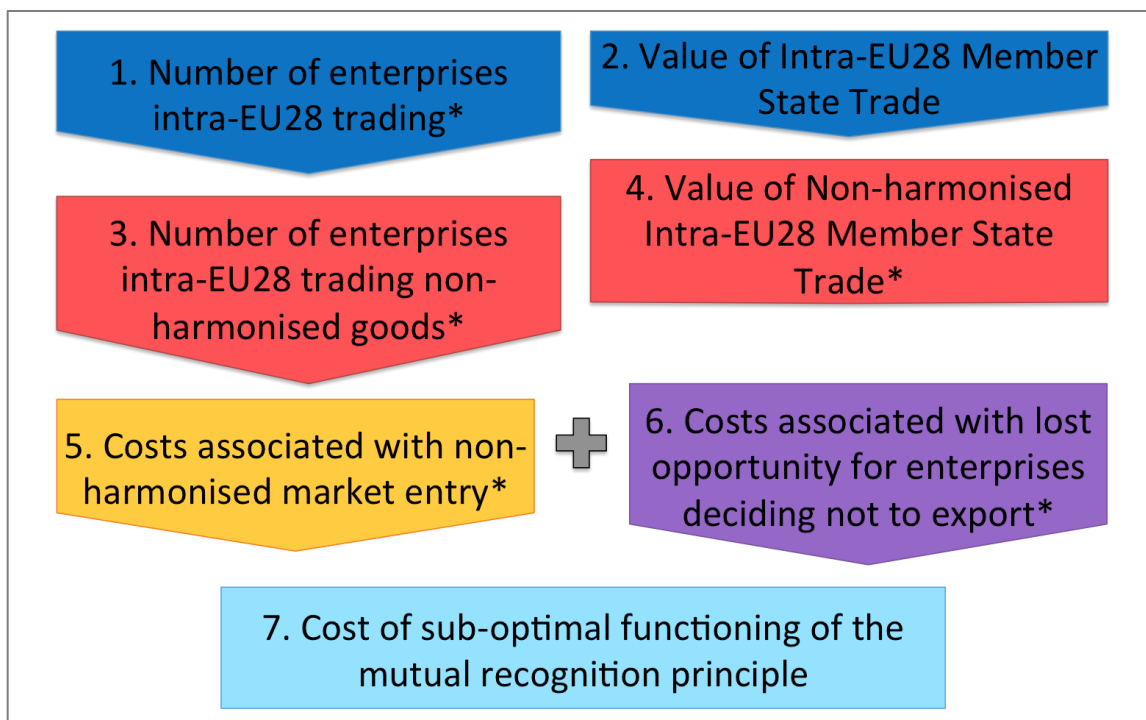 1. Number of enterprises
intra-EU28 trading*
2. Value of Intra-EU28 Member
State Trade
3. Number of enterprises
intra-EU28 trading non-
harmonised goods*
4. Value of Non-harmonised
Intra-EU28 Member State
Trade*
5. Costs associated with non-
harmonised market entry*
6. Costs associated with lost
opportunity for enterprises
deciding not to export*
7. Cost of sub-optimal functioning of the
mutual recognition principle